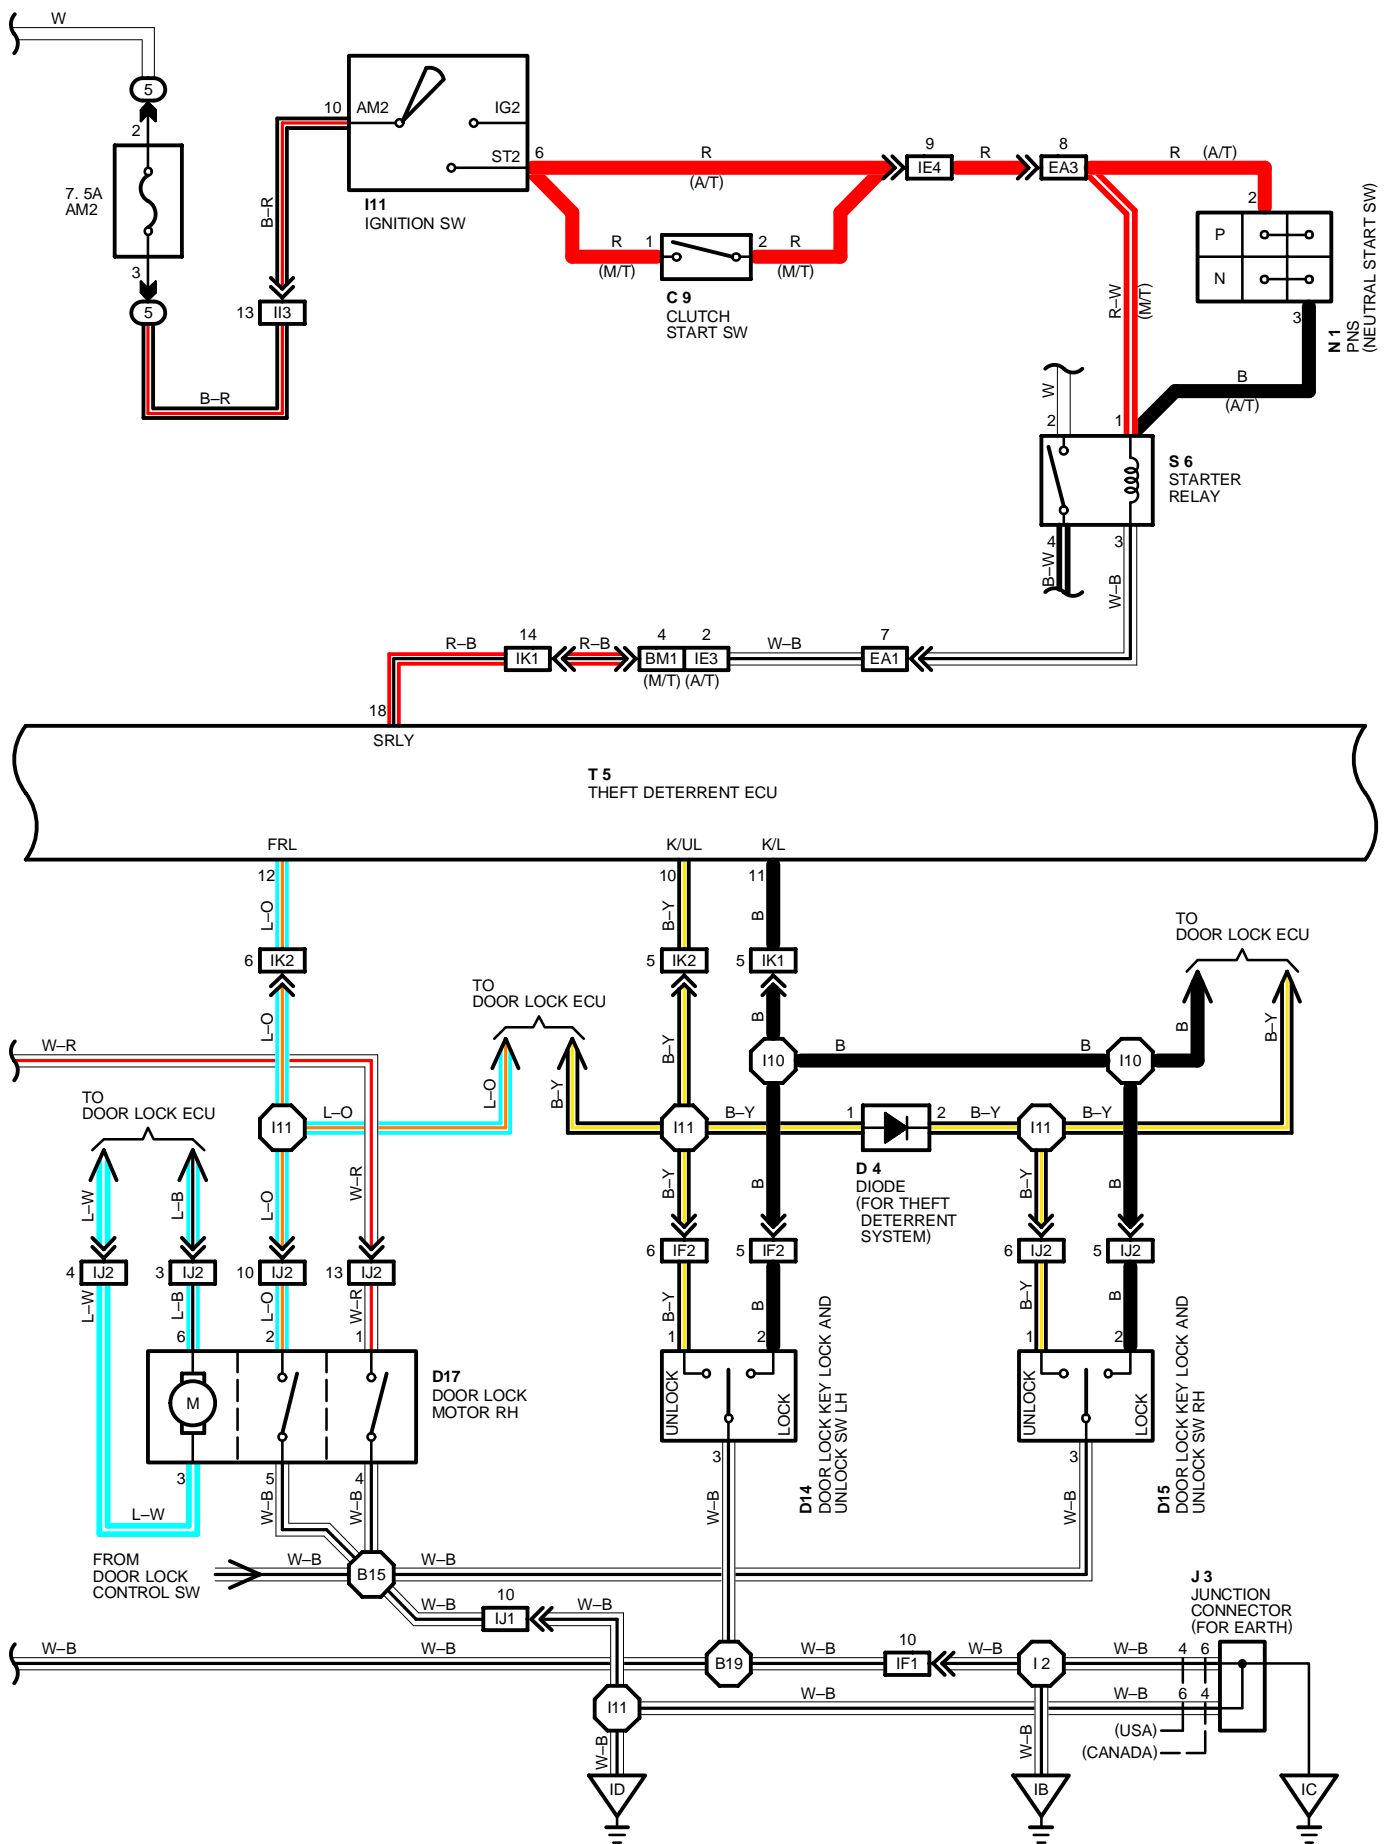 W
5
2
7. 5A
AM2
3
5
B–R
13 II3
B–R
10 AM2
IG2
ST2
6
I11
IGNITION SW
R
(A/T)
R
(M/T)
1
2
R
(M/T)
C 9
CLUTCH
START SW
9
IE4
R
8
EA3
R (A/T)
2
P
N
3
N 1
PNS
(NEUTRAL START SW)
R–W
(M/T)
B
(A/T)
W
2
1
S 6
STARTER
RELAY
4
3
B–W
W–B
R–B
14
IK1
R–B
4
BM1
(M/T)
2
IE3
(A/T)
W–B
7
EA1
18
SRLY
T 5
THEFT DETERRENT ECU
FRL
K/UL
K/L
12
10
11
L–O
B–Y
B
6 IK2
5 IK2
5 IK1
TO
DOOR LOCK ECU
L–O
TO
DOOR LOCK ECU
B–Y
B
B
B–Y
W–R
I10
B
B
I10
TO
DOOR LOCK ECU
I11
L–O
L–O
B–Y
I11
B–Y
1
2
B–Y
I11
B–Y
D 4
DIODE
(FOR THEFT
DETERRENT
SYSTEM)
L–W
L–B
L–O
W–R
B–Y
B
B–Y
B
4 IJ2
3 IJ2
10 IJ2
13 IJ2
6 IF2
5 IF2
6 IJ2
5 IJ2
L–W
L–B
L–O
W–R
B–Y
B
B–Y
B
6
2
1
1
2
1
2
M
D17
DOOR LOCK
MOTOR RH
UNLOCK
LOCK
D14
DOOR LOCK KEY LOCK AND
UNLOCK SW LH
UNLOCK
LOCK
D15
DOOR LOCK KEY LOCK AND
UNLOCK SW RH
3
5
4
3
3
L–W
W–B
W–B
W–B
W–B
FROM
DOOR LOCK
CONTROL SW
W–B
B15
W–B
W–B
10
IJ1
W–B
J 3
JUNCTION
CONNECTOR
(FOR EARTH)
W–B
W–B
B19
W–B
10
IF1
W–B
I 2
W–B
4 6
I11
W–B
W–B
6 4
(USA)
(CANADA)
W–B
W–B
ID
IB
IC